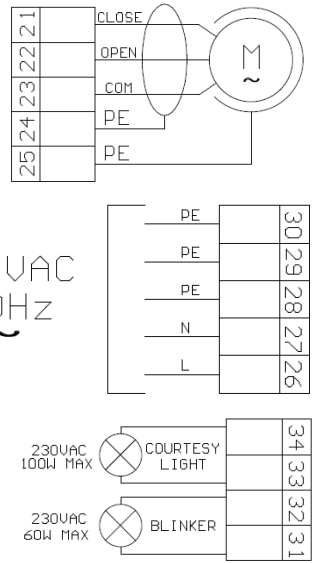 21 CLOSE
22 OPEN
23 COM
24 PE
25 PE
M
~
VAC
Hz
~
PE 30
PE 29
PE 28
N 27
L 26
34
230VAC
100W MAX
COURTESY
LIGHT
33
32
230VAC
60W MAX
BLINKER
31